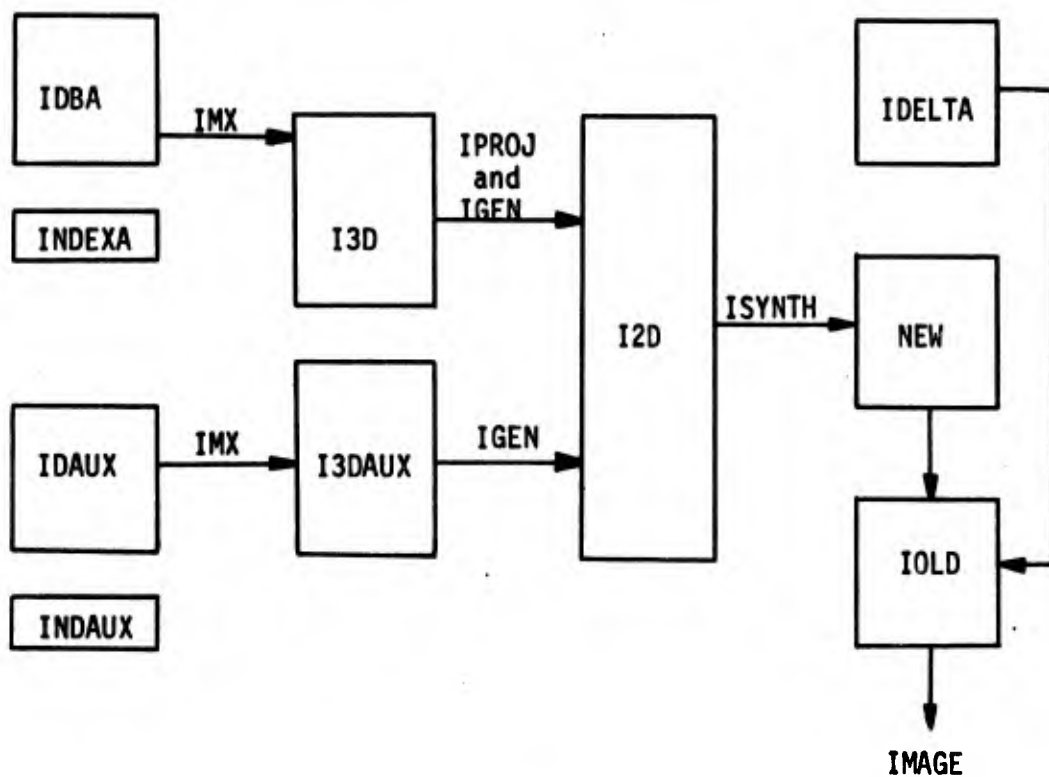 IDBA
IMX
INDEXA
I3D
IPROJ
and
IGEN
IDAUX
IMX
I3DAUX
IGEN
INDAUX
I2D
ISYNTH
IDELTA
NEW
IOLD
IMAGE